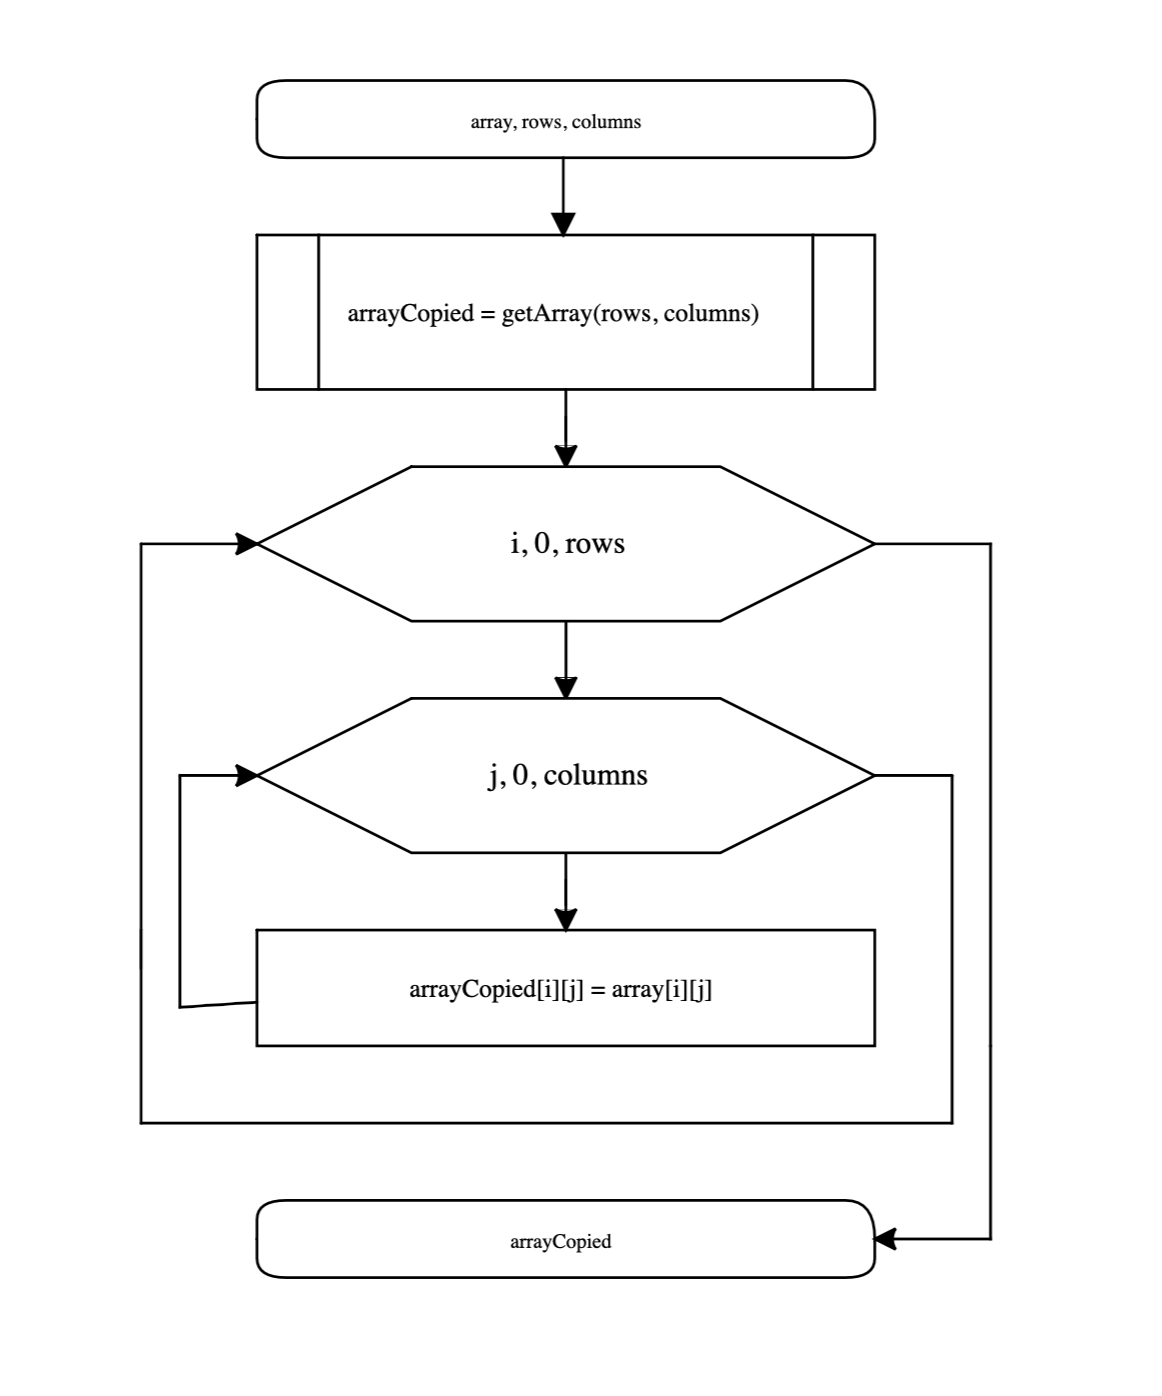 array, rows, columns
arrayCopied = getArray(rows, columns)
i, 0, rows
j, 0, columns
arrayCopied[i][j] = array[i][j]
arrayCopied